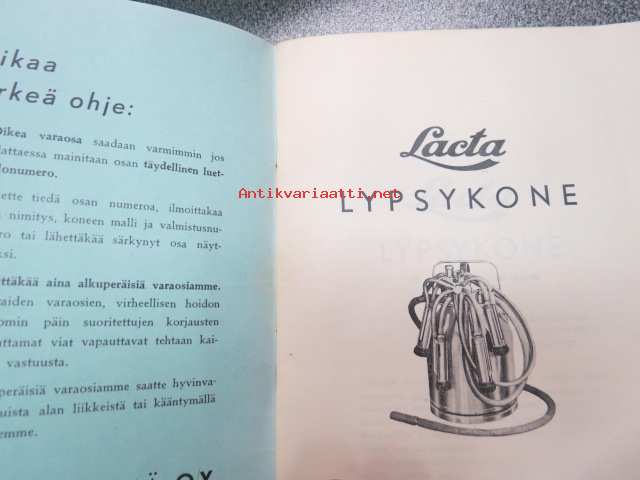 ikaa
rkeä ohje:
Oikea varaosa saadaan varmimmin jos
lattaessa mainitaan osan täydellinen luet-
lonumero.
ette tiedä osan numeroa, ilmoittakaa
nimitys, koneen malli ja valmistusnu-
ro tai lähettäkää särkynyt osa näyt-
ksi.
ttäkää aina alkuperäisiä varaosiamme.
aiden varaosien, virheellisen hoidon
omin päin suoritettujen korjausten
uttamat viat vapauttavat tehtaan kai-
vastuusta.
peräisiä varaosiamme saatte hyvinva-
uista alan liikkeistä tai kääntymällä
emme.
Lacta
Antikvariaatti.net
LYPSYKONE